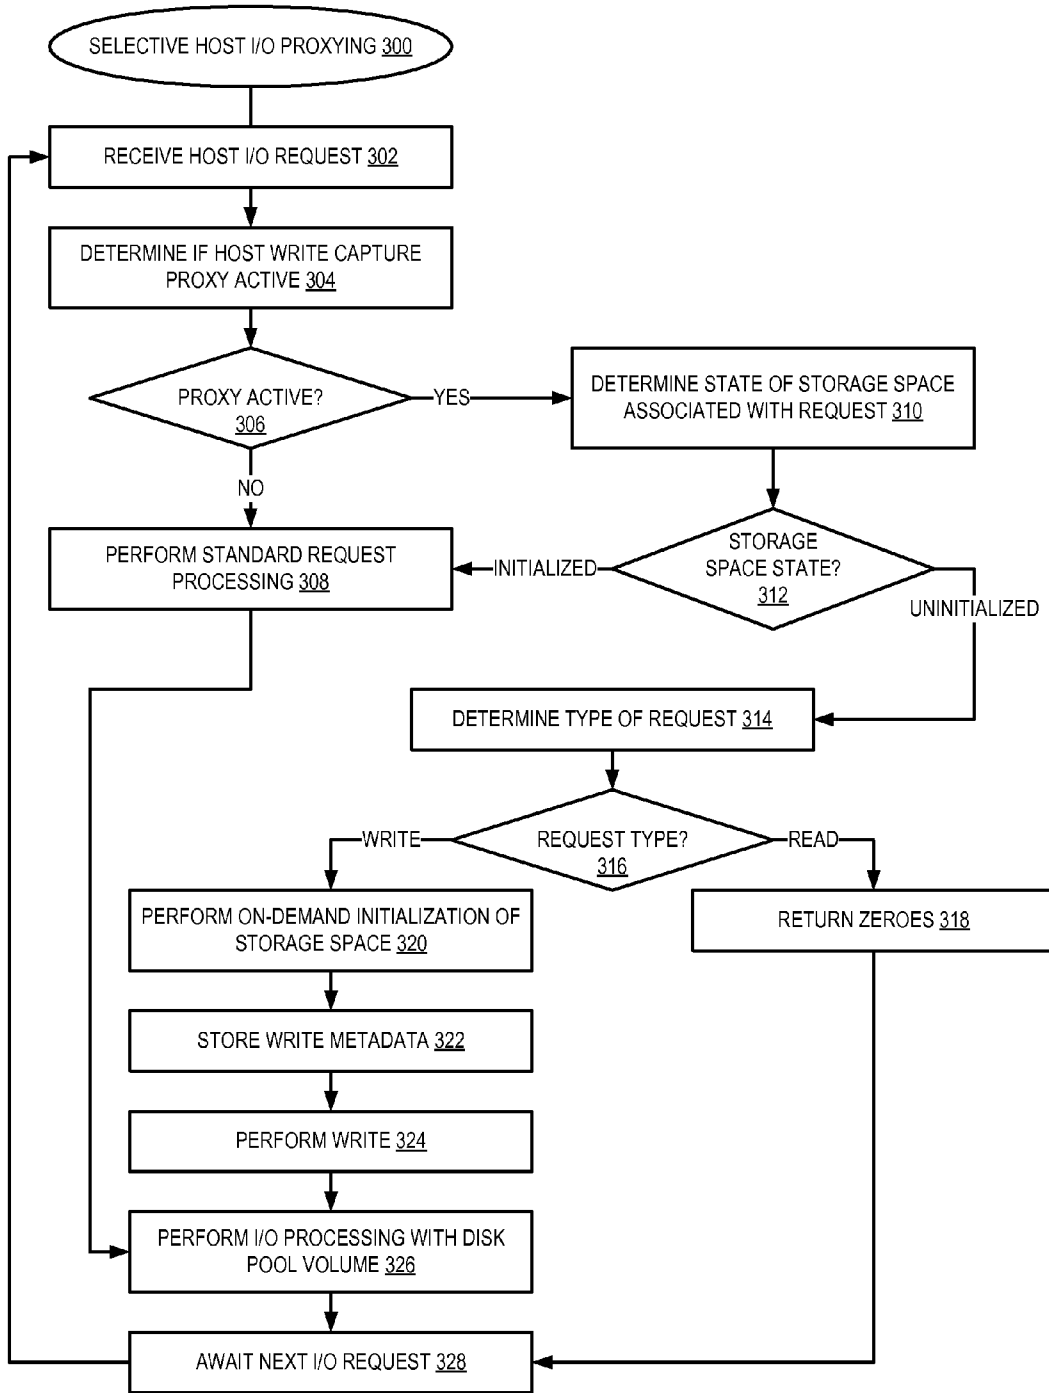 SELECTIVE HOST I/O PROXYING 300
RECEIVE HOST I/O REQUEST 302
DETERMINE IF HOST WRITE CAPTURE
PROXY ACTIVE 304
PROXY ACTIVE?
306
YES
DETERMINE STATE OF STORAGE SPACE
ASSOCIATED WITH REQUEST 310
NO
PERFORM STANDARD REQUEST
PROCESSING 308
INITIALIZED
STORAGE
SPACE STATE?
312
UNINITIALIZED
DETERMINE TYPE OF REQUEST 314
WRITE
REQUEST TYPE?
316
READ
PERFORM ON-DEMAND INITIALIZATION OF
STORAGE SPACE 320
RETURN ZEROES 318
STORE WRITE METADATA 322
PERFORM WRITE 324
PERFORM I/O PROCESSING WITH DISK
POOL VOLUME 326
AWAIT NEXT I/O REQUEST 328